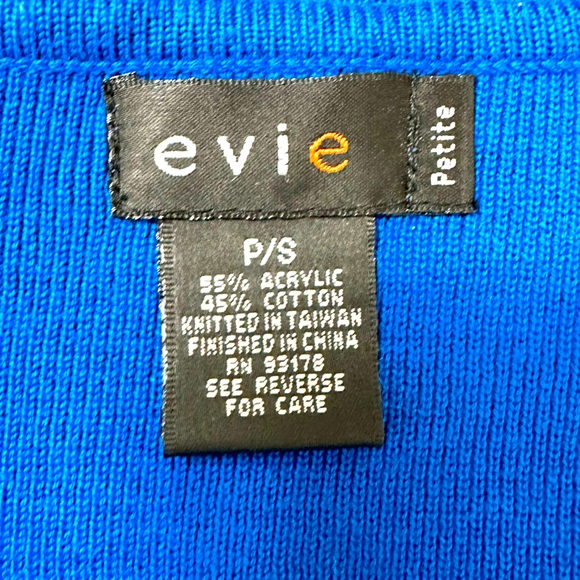 evie
Petite
P/S
55% ACRYLIC
45% COTTON
KNITTED IN TAIWAN
FINISHED IN CHINA
RN 93178
SEE REVERSE
FOR CARE